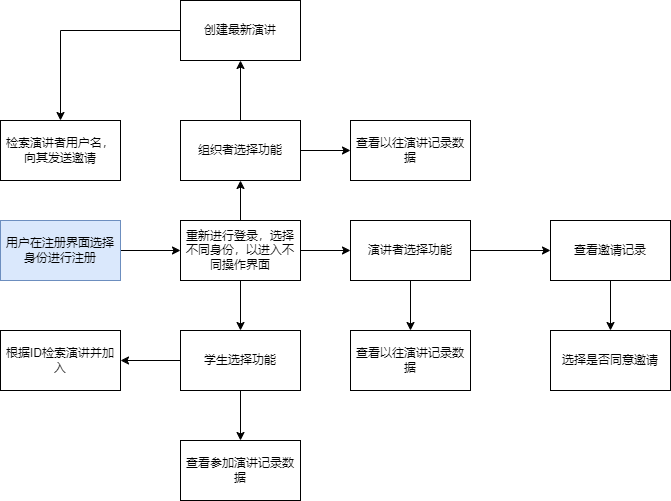 创建最新演讲
检索演讲者用户名，
向其发送邀请
组织者选择功能
查看以往演讲记录数
据
用户在注册界面选择
身份进行注册
重新进行登录，选择
不同身份，以进入不
同操作界面
演讲者选择功能
查看邀请记录
根据ID检索演讲并加
入
学生选择功能
查看以往演讲记录数
据
选择是否同意邀请
查看参加演讲记录数
据